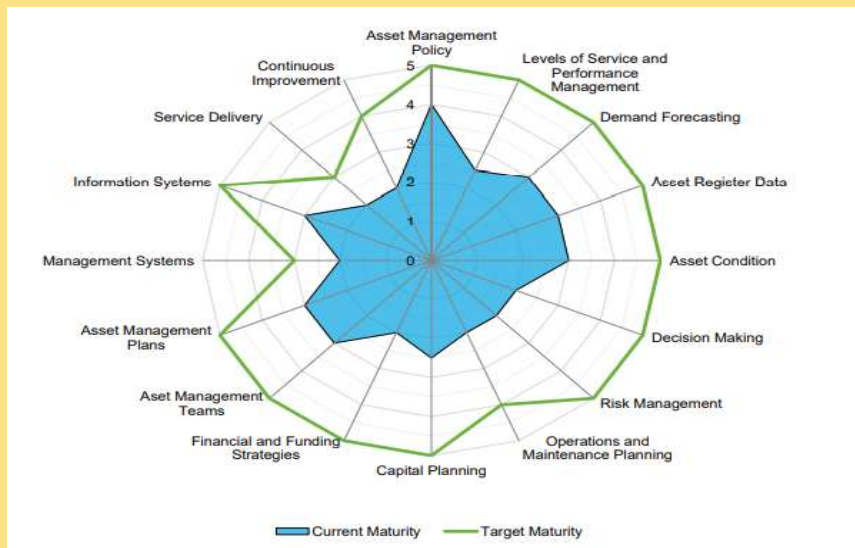 Asset Management
Policy
Levels of Service and
Performance
Management
Demand Forecasting
Asset Register Data
Asset Condition
Decision Making
Risk Management
Operations and
Maintenance Planning
Capital Planning
Financial and Funding
Strategies
Aset Management
Teams
Asset Management
Plans
Management Systems
Information Systems
Service Delivery
Continuous
Improvement
5
4
3
2
1
0
Current Maturity
Target Maturity